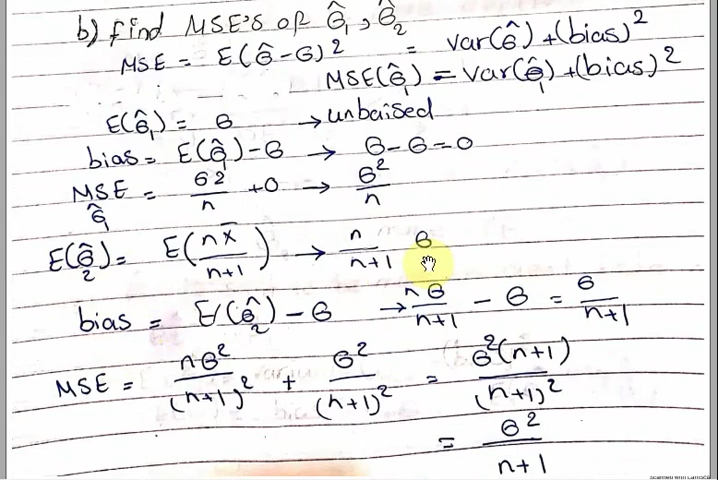 b) find MSE's of θ̂₁, θ̂₂
MSE = E(θ̂-θ)² = var(θ̂)+(bias)²
MSE(θ̂₁) = var(θ̂₁)+(bias)²
E(θ̂₁) = θ → unbaised
bias = E(θ̂₁)-θ → θ-θ=0
MSE θ̂₁ = θ²/n +0 → θ²/n
E(θ̂₂) = E(nx̄/n+1) → n/n+1 θ
bias = E(θ̂₂)-θ → nθ/n+1 - θ = θ/n+1
MSE = nθ²/(n+1)² + θ²/(n+1)² = θ²(n+1)/(n+1)²
= θ²/n+1